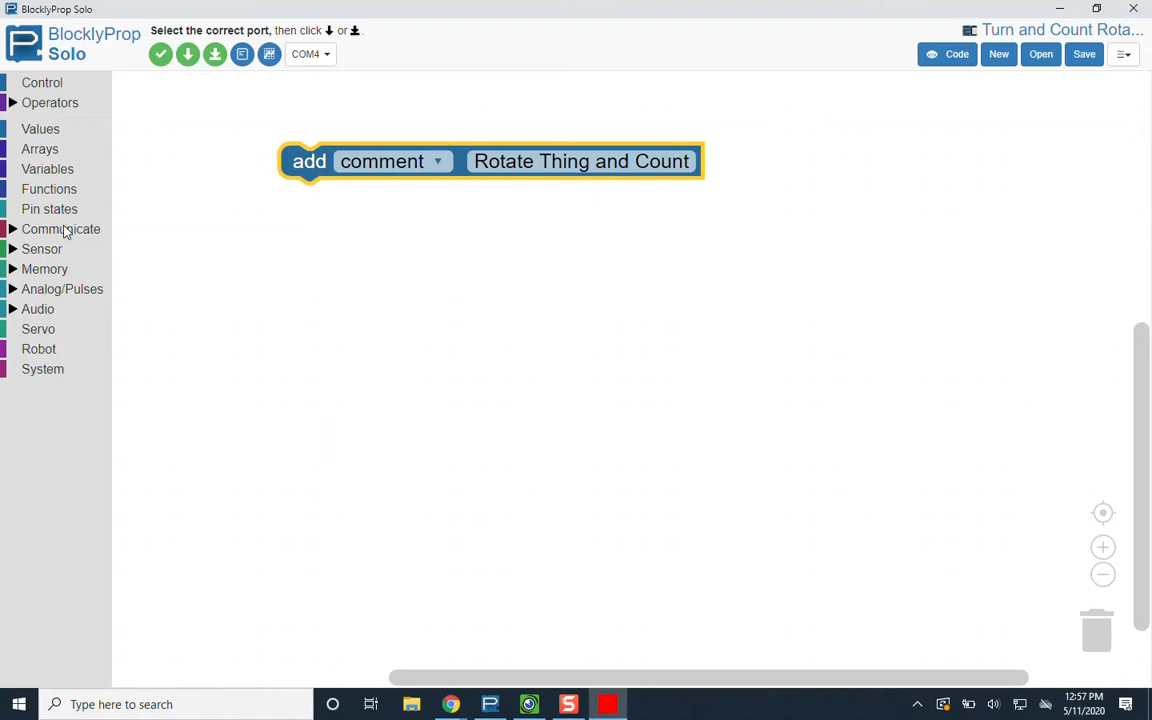 BlocklyProp Solo
BlocklyProp
Solo
Select the correct port, then click or
COM4
Turn and Count Rota...
Code
New
Open
Save
Control
Operators
Values
Arrays
Variables
Functions
Pin states
Communicate
Sensor
Memory
Analog/Pulses
Audio
Servo
Robot
System
add comment Rotate Thing and Count
Type here to search
12:57 PM
5/11/2020